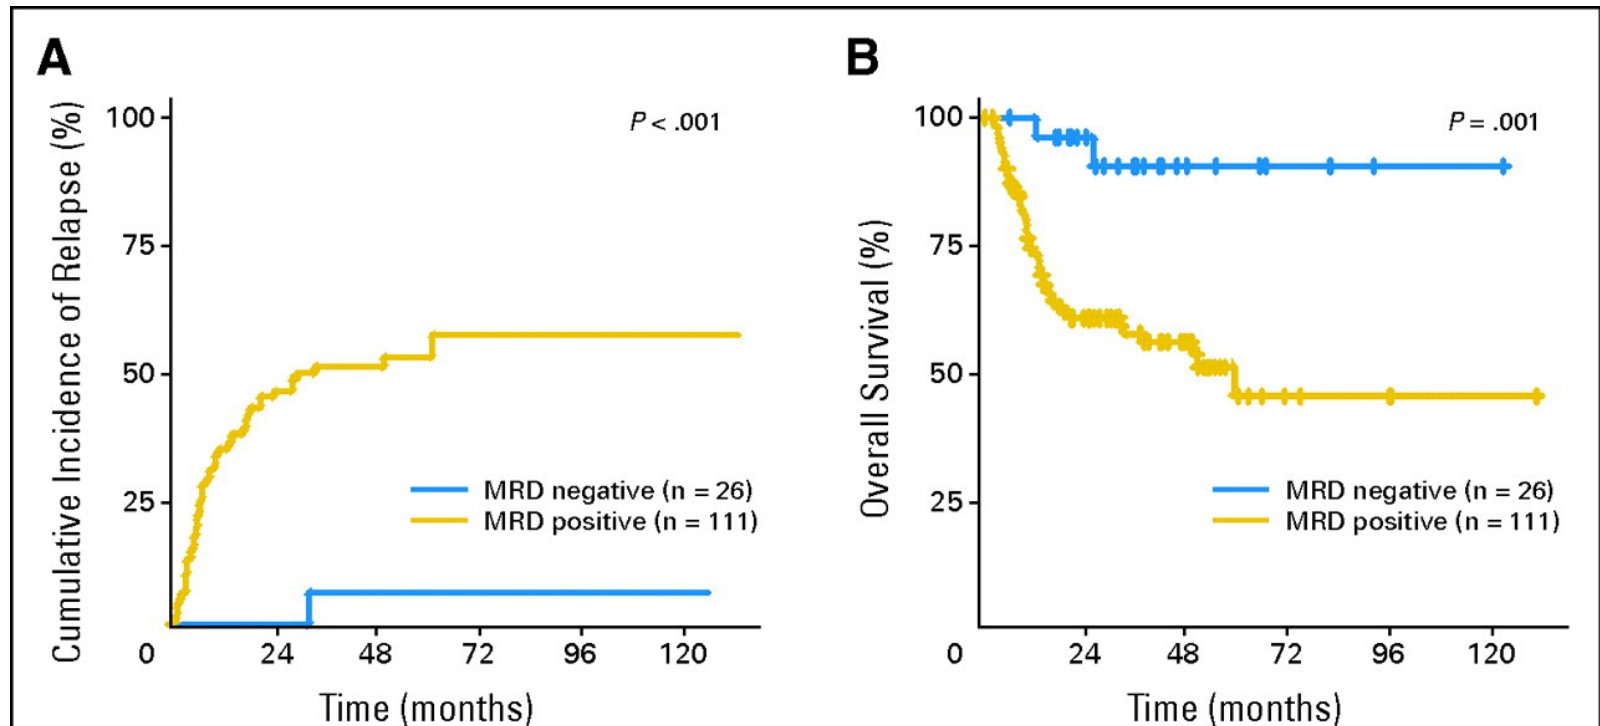 A
Cumulative Incidence of Relapse (%)
100
75
50
25
0
24
48
72
96
120
Time (months)
P < .001
MRD negative (n = 26)
MRD positive (n = 111)
B
Overall Survival (%)
100
75
50
25
0
24
48
72
96
120
Time (months)
P = .001
MRD negative (n = 26)
MRD positive (n = 111)